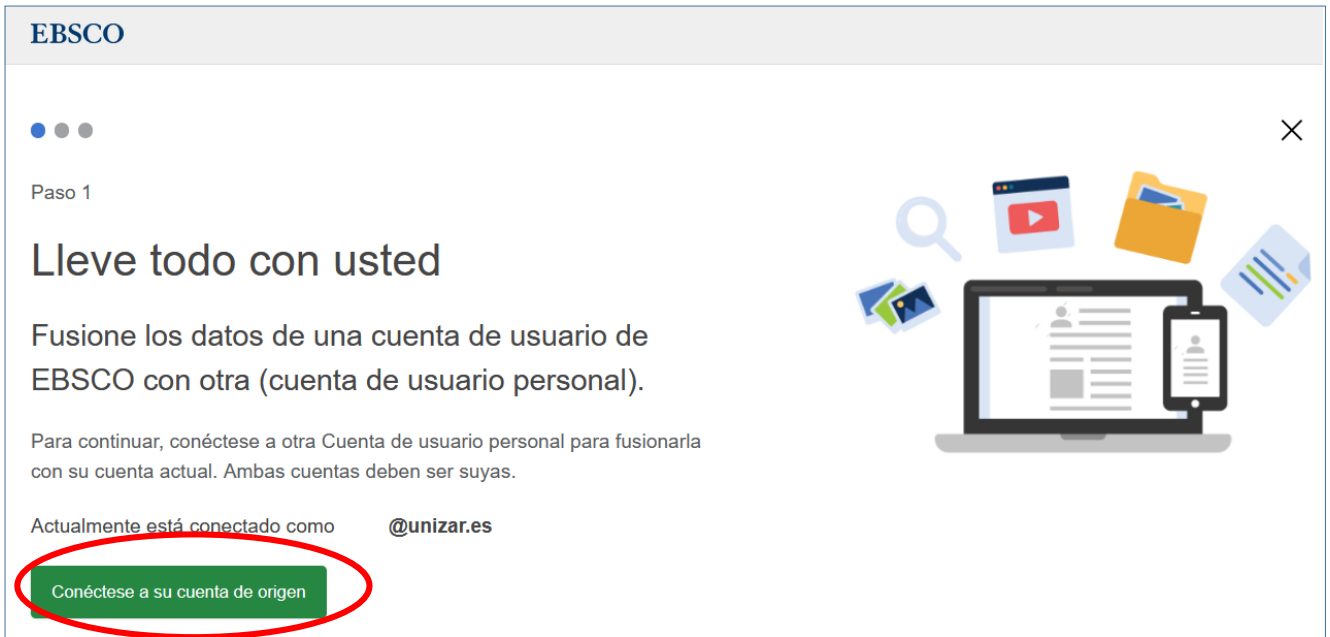 EBSCO
Paso 1
Lleve todo con usted
Fusione los datos de una cuenta de usuario de
EBSCO con otra (cuenta de usuario personal).
Para continuar, conéctese a otra Cuenta de usuario personal para fusionarla
con su cuenta actual. Ambas cuentas deben ser suyas.
Actualmente está conectado como @unizar.es
Conéctese a su cuenta de origen